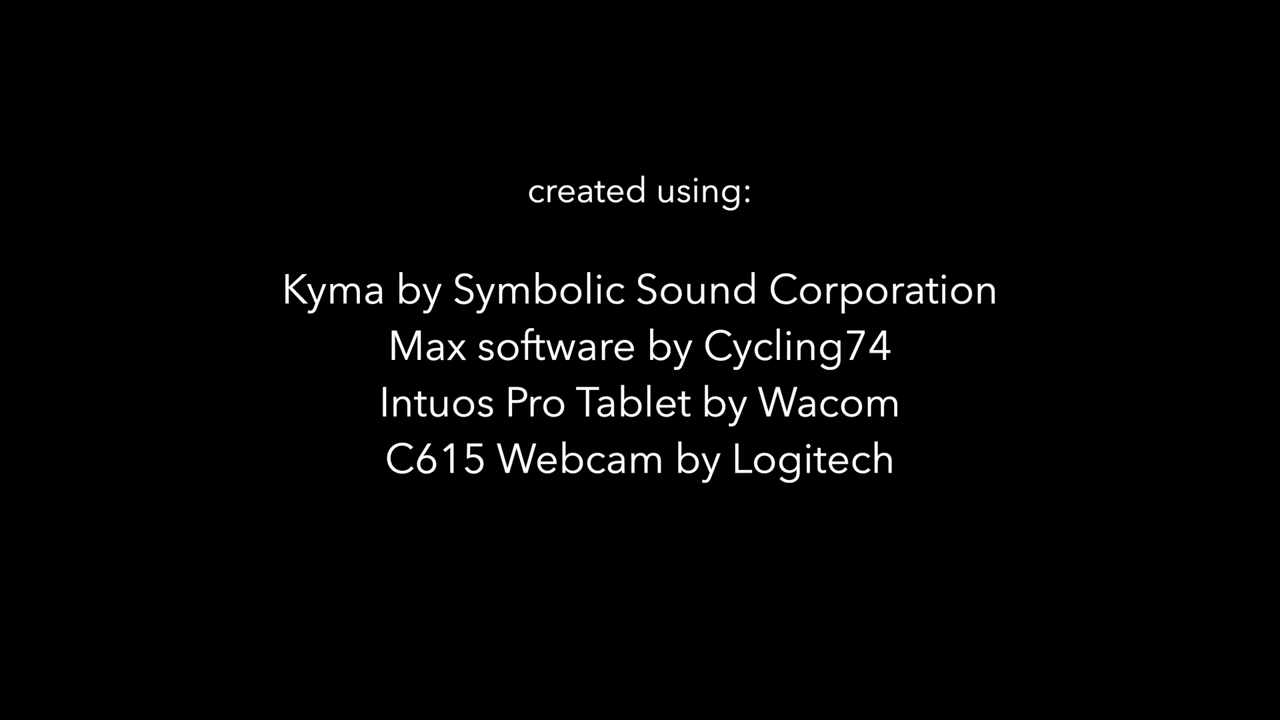 created using:
Kyma by Symbolic Sound Corporation
Max software by Cycling74
Intuos Pro Tablet by Wacom
C615 Webcam by Logitech